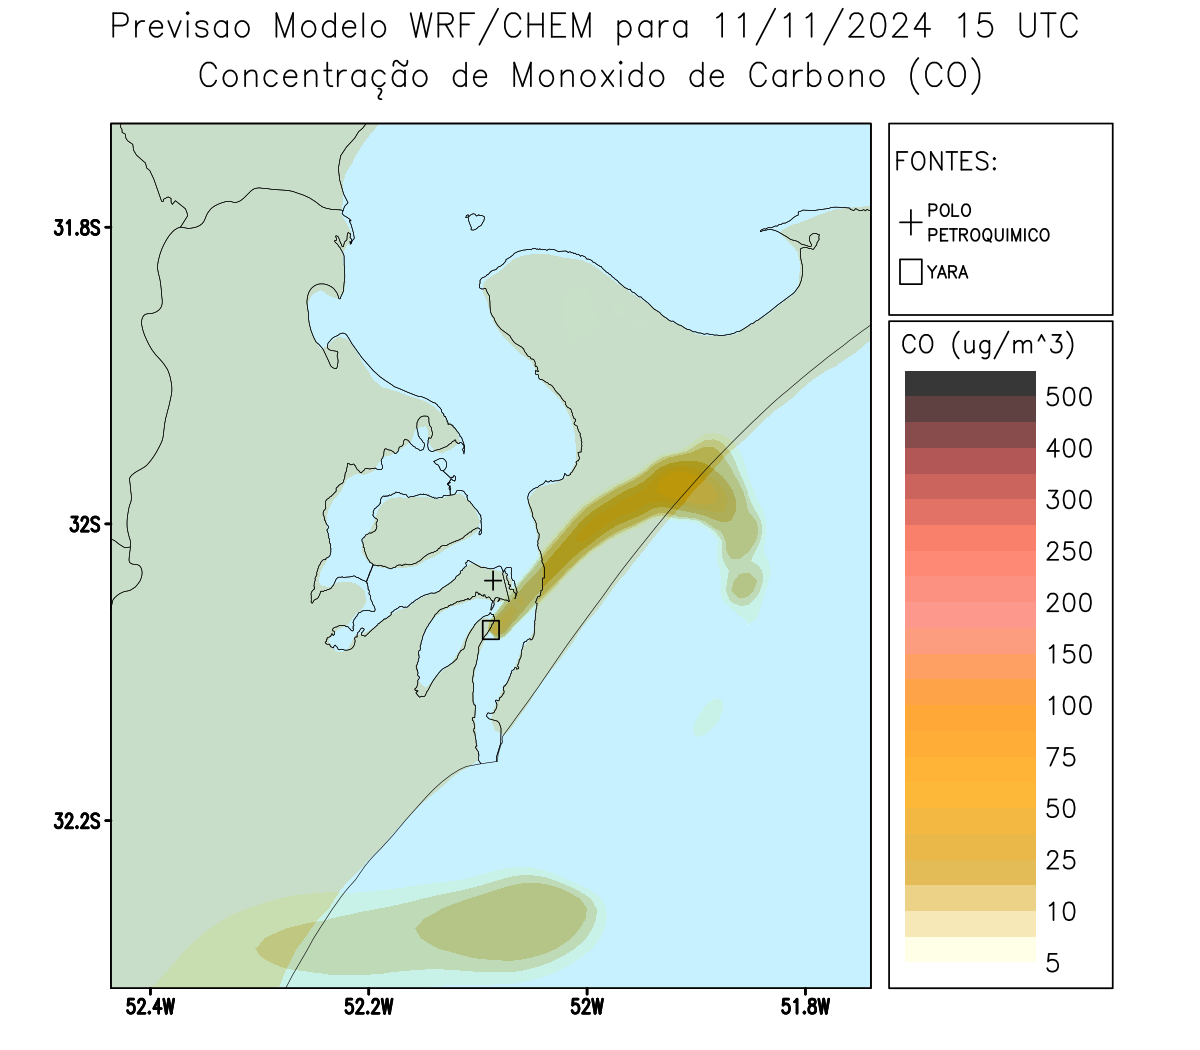 Previsao Modelo WRF/CHEM para 11/11/2024 15 UTC
Concentração de Monoxido de Carbono (CO)
FONTES:
POLO
PETROQUIMICO
YARA
CO (ug/m^3)
500
400
300
250
200
150
100
75
50
25
10
5
31.8S
32S
32.2S
52.4W
52.2W
52W
51.8W